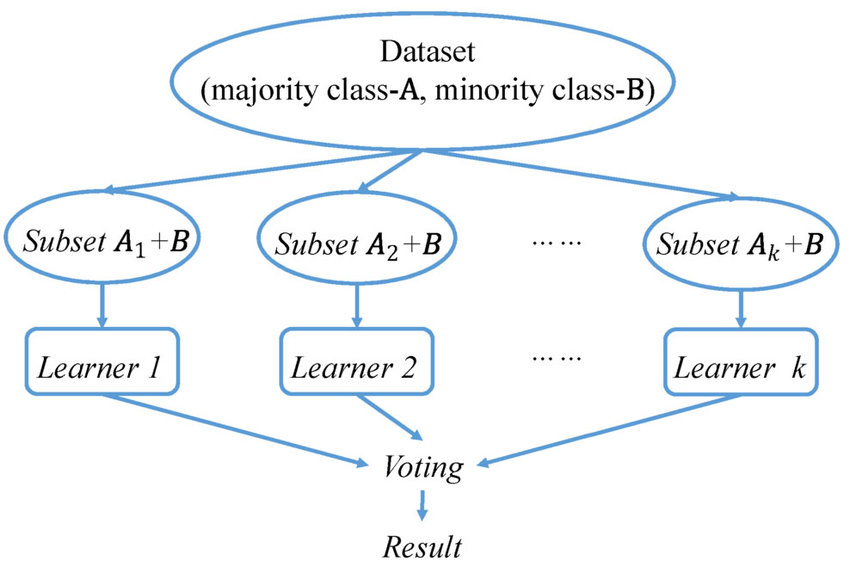 Dataset
(majority class-A, minority class-B)
Subset A₁+B
Subset A₂+B
... ...
Subset Aₖ+B
Learner 1
Learner 2
... ...
Learner k
Voting
Result